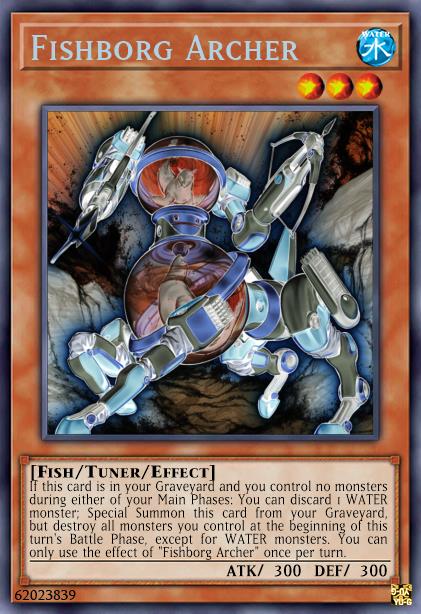 Fishborg Archer
WATER
水
[Fish/Tuner/Effect]
If this card is in your Graveyard and you control no monsters
during either of your Main Phases: You can discard 1 WATER
monster; Special Summon this card from your Graveyard,
but destroy all monsters you control at the beginning of this
turn's Battle Phase, except for WATER monsters. You can
only use the effect of "Fishborg Archer" once per turn.
ATK/ 300 DEF/ 300
62023839